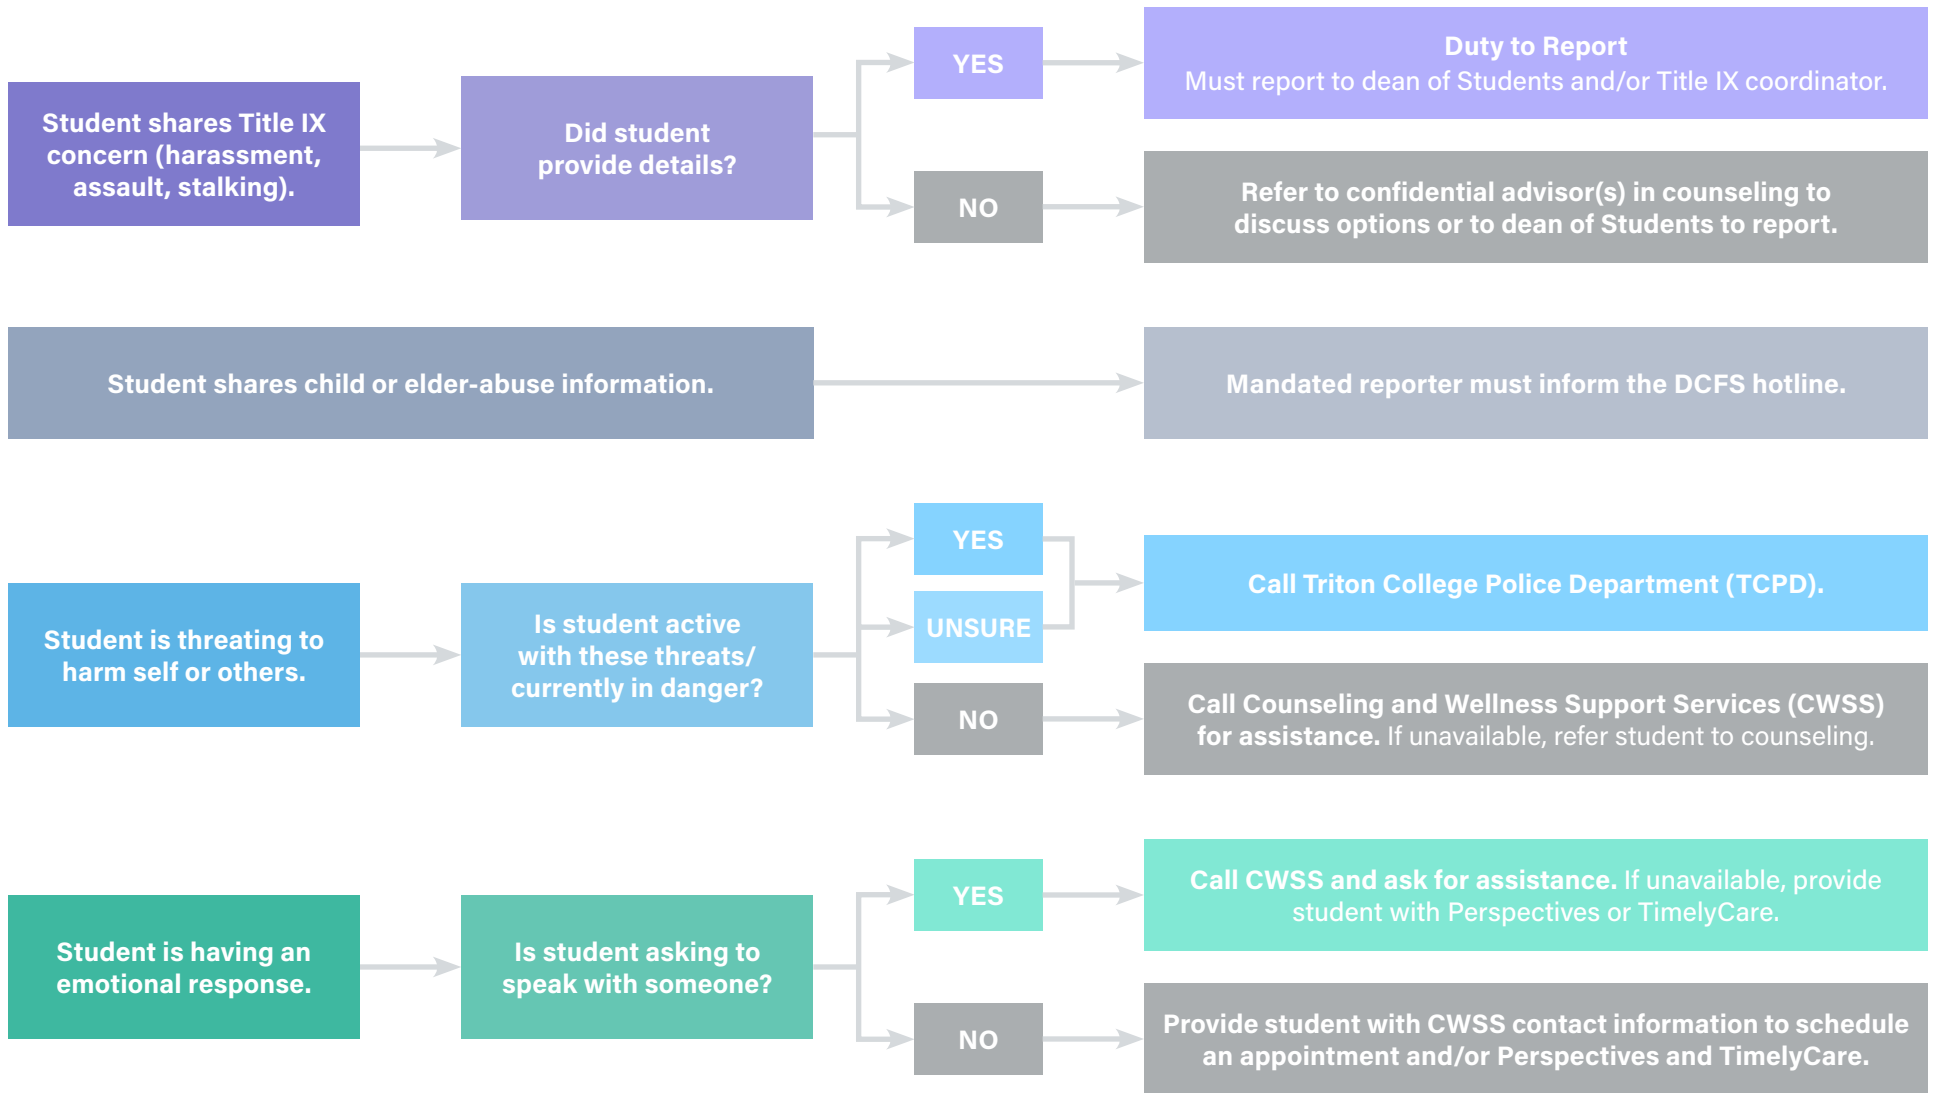 Student shares Title IX
concern (harassment,
assault, stalking).
Did student
provide details?
YES
Duty to Report
Must report to dean of Students and/or Title IX coordinator.
NO
Refer to confidential advisor(s) in counseling to
discuss options or to dean of Students to report.
Student shares child or elder-abuse information.
Mandated reporter must inform the DCFS hotline.
Student is threating to
harm self or others.
Is student active
with these threats/
currently in danger?
YES
UNSURE
Call Triton College Police Department (TCPD).
NO
Call Counseling and Wellness Support Services (CWSS)
for assistance. If unavailable, refer student to counseling.
Student is having an
emotional response.
Is student asking to
speak with someone?
YES
Call CWSS and ask for assistance. If unavailable, provide
student with Perspectives or TimelyCare.
NO
Provide student with CWSS contact information to schedule
an appointment and/or Perspectives and TimelyCare.